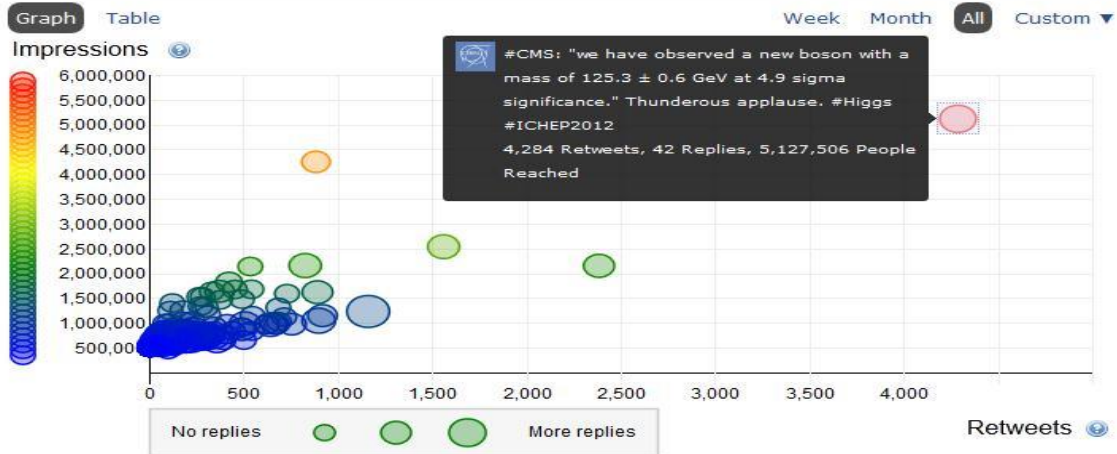 Graph Table Week Month All Custom ▼
Impressions
#CMS: "we have observed a new boson with a
mass of 125.3 ± 0.6 GeV at 4.9 sigma
significance." Thunderous applause. #Higgs
#ICHEP2012
4,284 Retweets, 42 Replies, 5,127,506 People
Reached
6,000,000
5,500,000
5,000,000
4,500,000
4,000,000
3,500,000
3,000,000
2,500,000
2,000,000
1,500,000
1,000,000
500,00
0 500 1,000 1,500 2,000 2,500 3,000 3,500 4,000
No replies More replies
Retweets